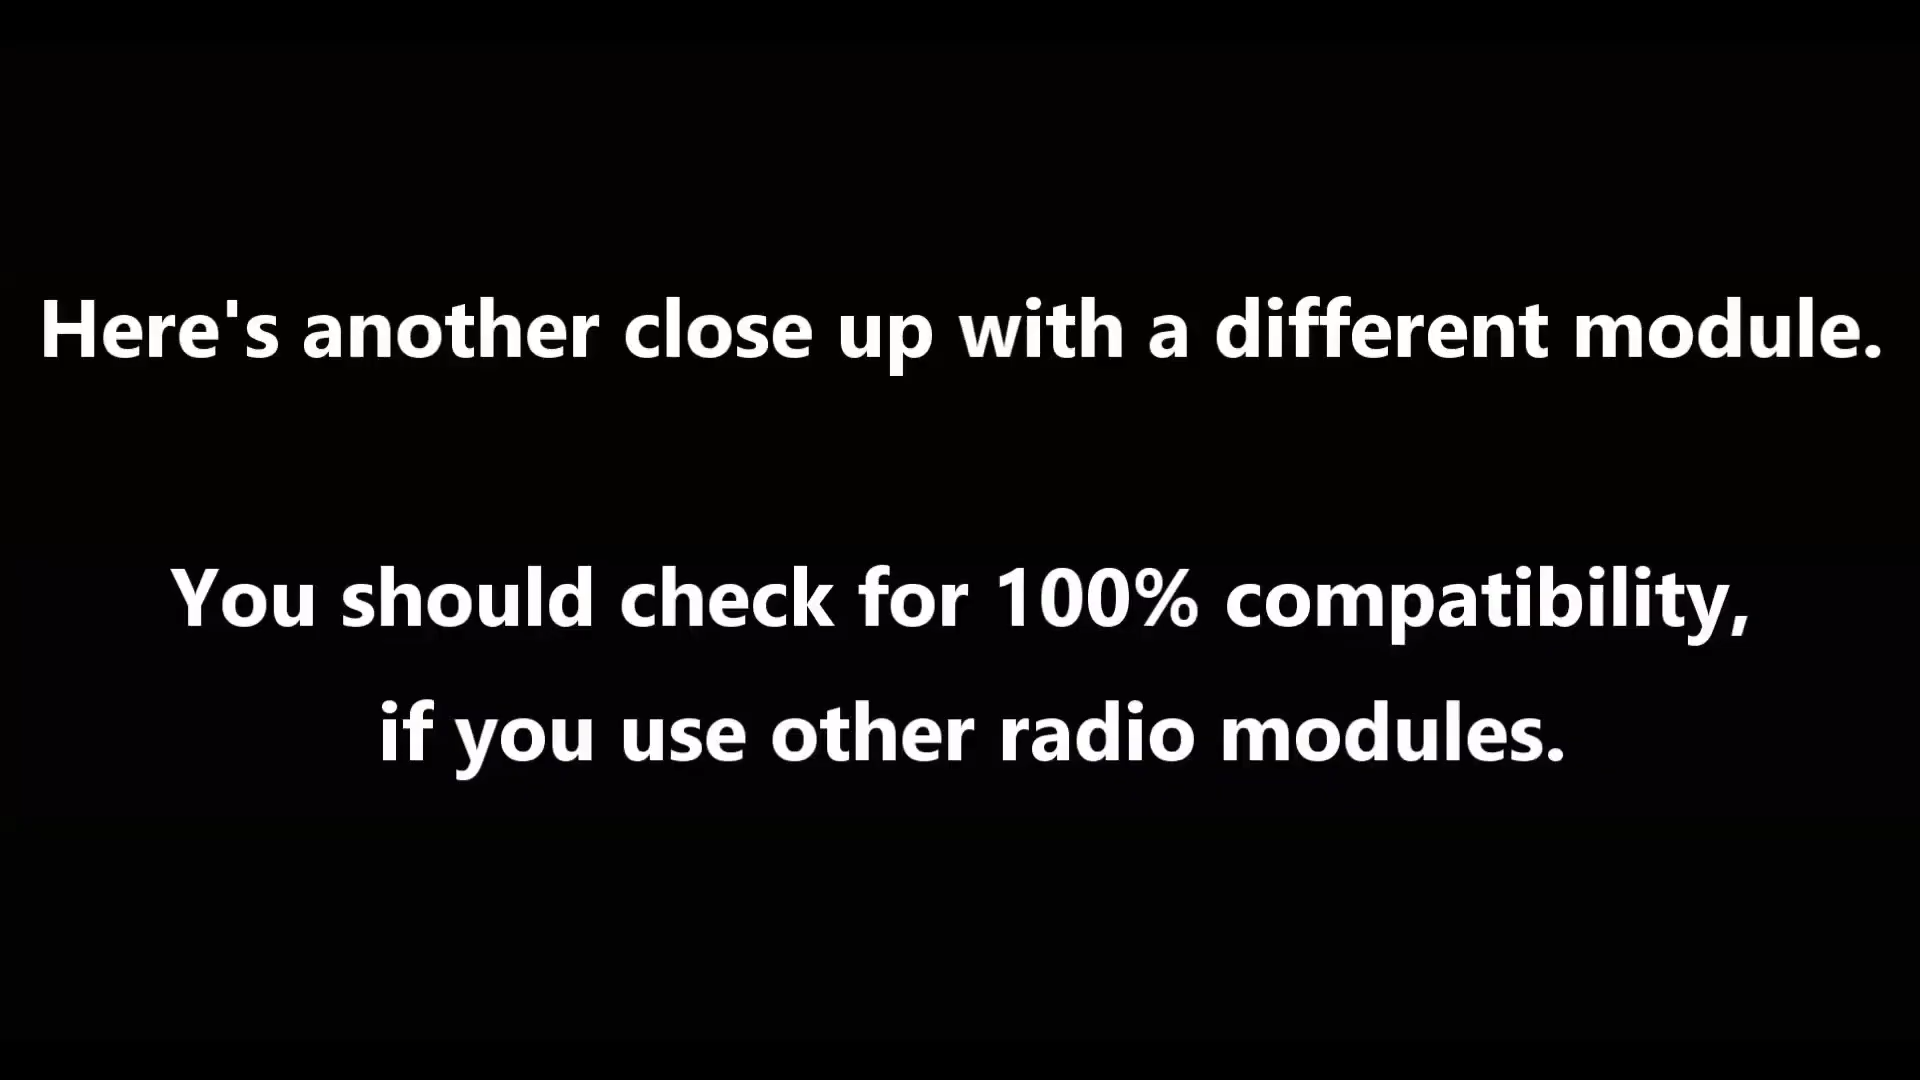 Here's another close up with a different module.
You should check for 100% compatibility,
if you use other radio modules.